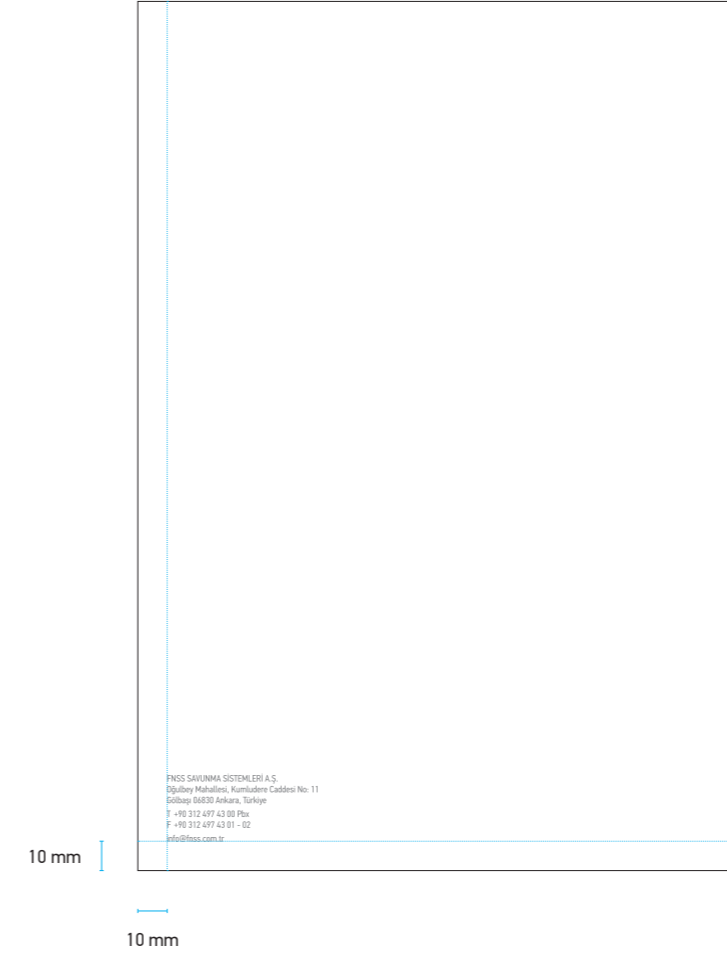 FNSS SAVUNMA SİSTEMLERİ A.Ş.
Oğulbey Mahallesi, Kumludere Caddesi No: 11
Gölbaşı 06830 Ankara, Türkiye
T +90 312 497 43 00 Pbx
F +90 312 497 43 01 - 02
info@fnss.com.tr
10 mm
10 mm